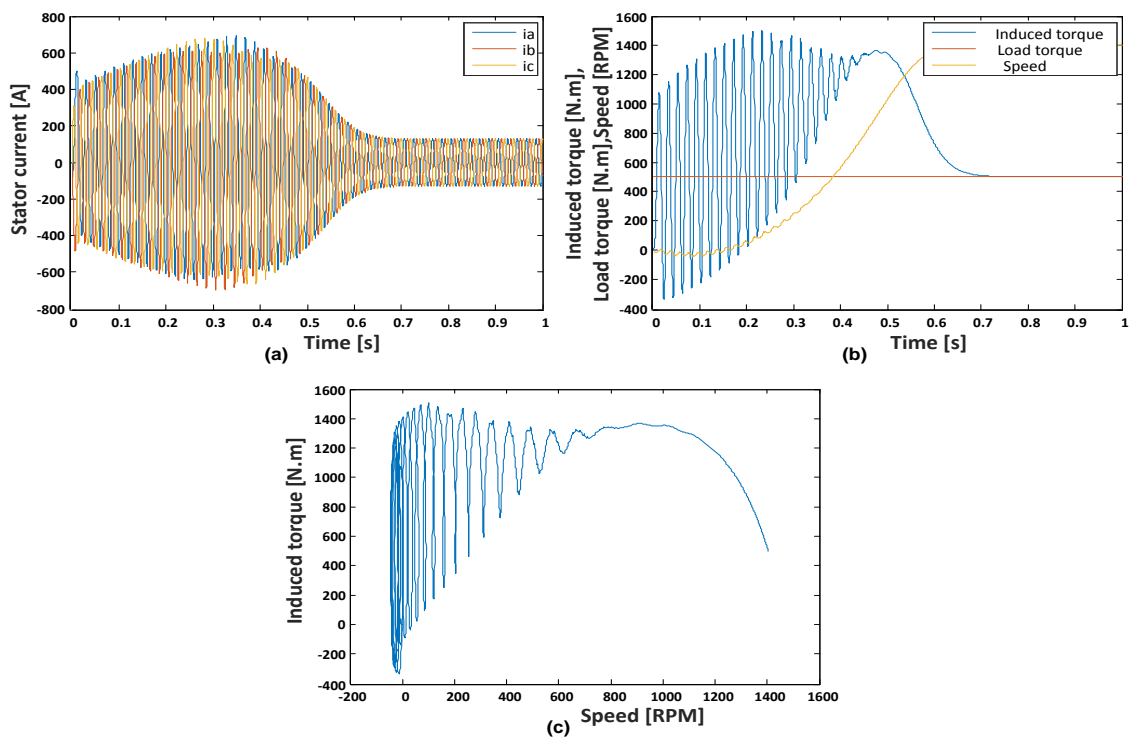 800
600
400
200
0
-200
-400
-600
800
Stator current [A]
ia
ib
ic
0 0.1 0.2 0.3 0.4 0.5 0.6 0.7 0.8 0.9 1
Time [s]
(a)
1600
1400
1200
1000
800
600
400
200
0
-200
-400
Induced torque [N.m],
Load torque [N.m],Speed [RPM]
Induced torque
Load torque
Speed
0 0.1 0.2 0.3 0.4 0.5 0.6 0.7 0.8 0.9 1
Time [s]
(b)
1600
1400
1200
1000
800
600
400
200
0
-200
-400
Induced torque [N.m]
-200 0 200 400 600 800 1000 1200 1400 1600
Speed [RPM]
(c)